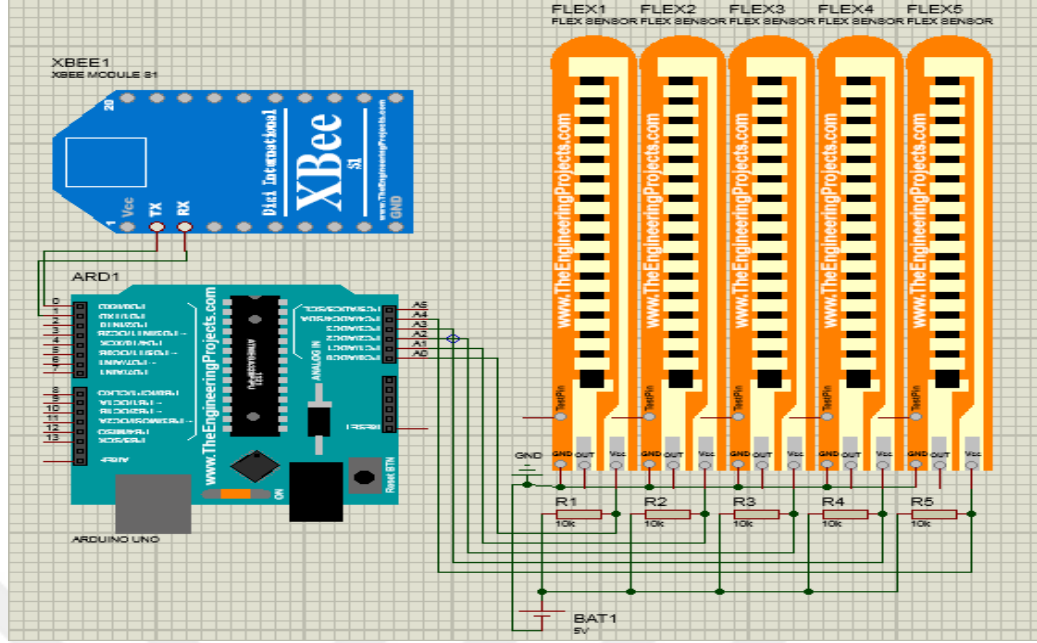 FLEX1
FLEX SENSOR
FLEX2
FLEX SENSOR
FLEX3
FLEX SENSOR
FLEX4
FLEX SENSOR
FLEX5
FLEX SENSOR
XBEE1
XBEE MODULE S1
20
1
Vcc
TX
RX
Digi International
XBee
S1
www.TheEngineeringProjects.com
GND
ARD1
0
1
2
3
4
5
6
7
8
9
10
11
12
13
AREF
www.TheEngineeringProjects.com
ANALOG IN
A5
A4
A3
A2
A1
A0
RESET
Reset BTN
ON
ARDUINO UNO
www.TheEngineeringProjects.com
www.TheEngineeringProjects.com
www.TheEngineeringProjects.com
www.TheEngineeringProjects.com
www.TheEngineeringProjects.com
TestPin
TestPin
TestPin
TestPin
TestPin
GND
GND OUT Vcc
GND OUT Vcc
GND OUT Vcc
GND OUT Vcc
GND OUT Vcc
R1
10k
R2
10k
R3
10k
R4
10k
R5
10k
BAT1
5V